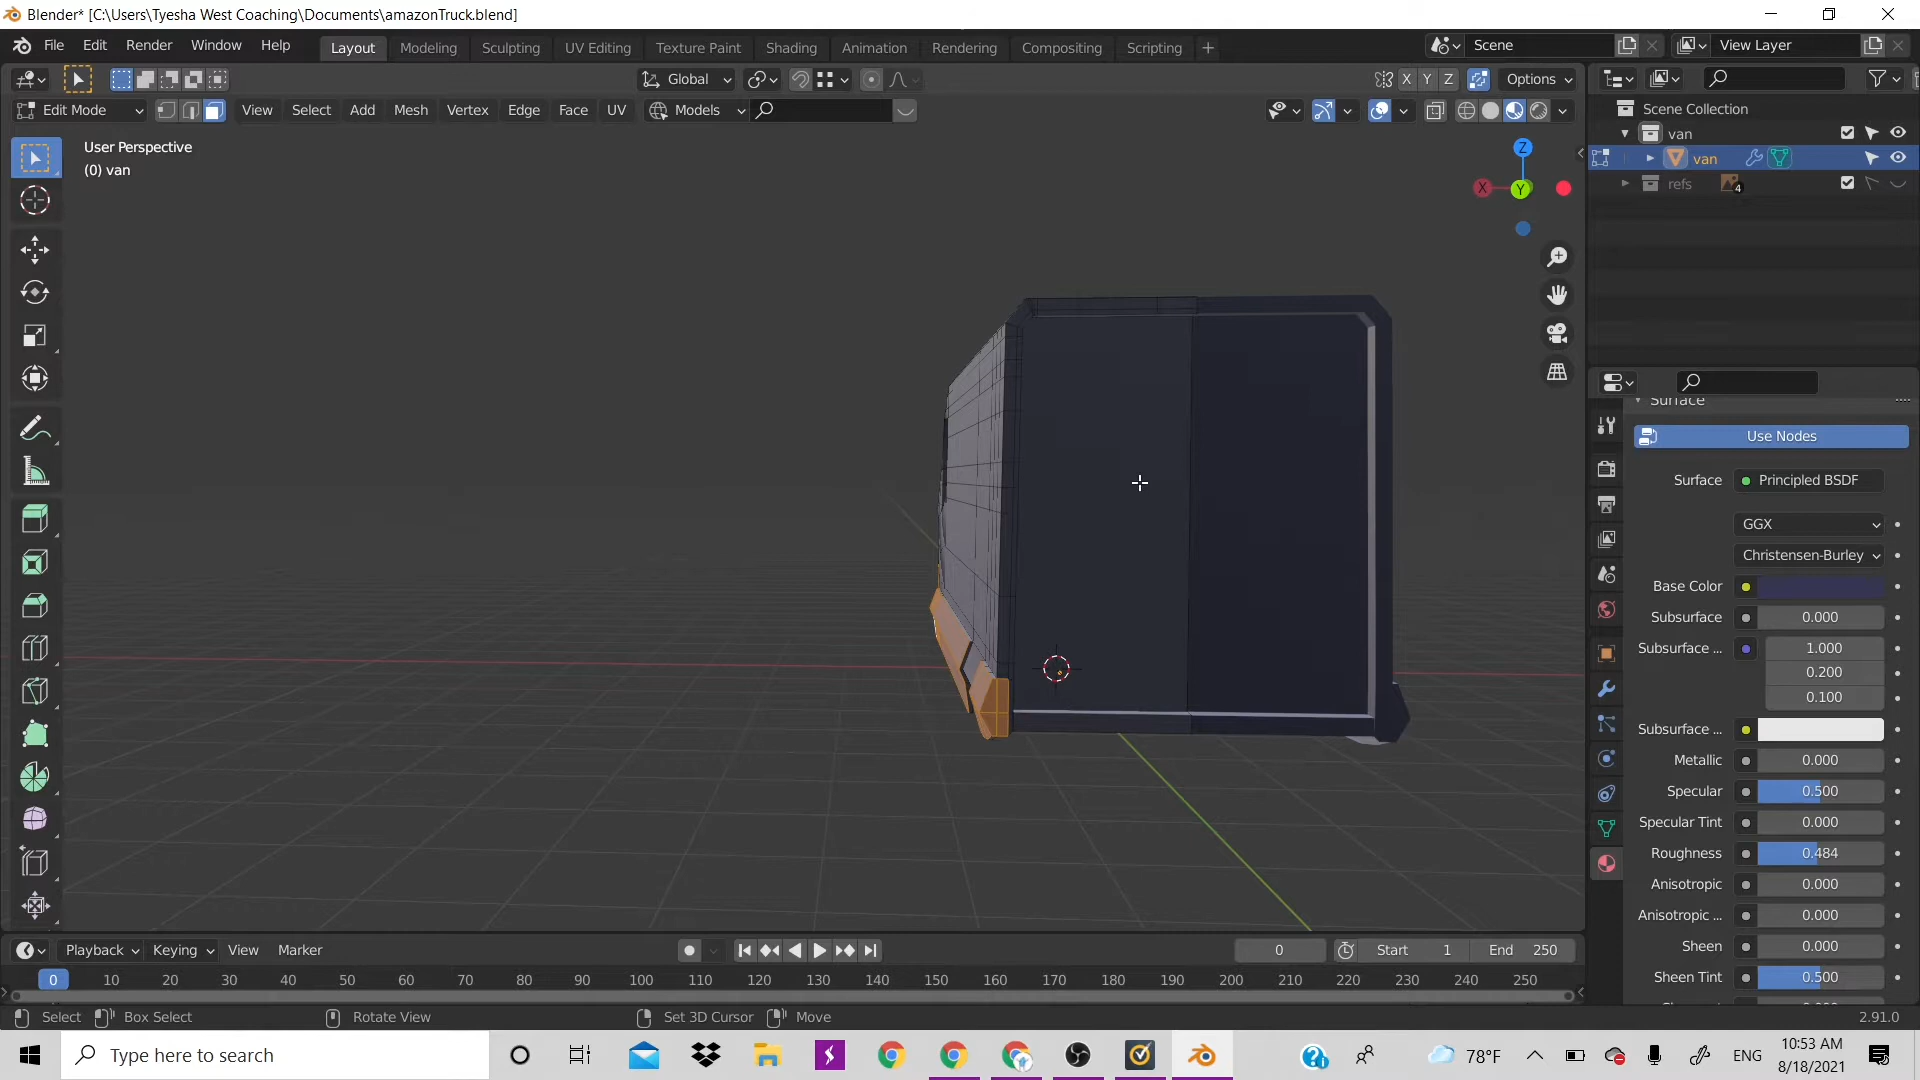 Blender* [C:\Users\Tyesha West Coaching\Documents\amazonTruck.blend]
File Edit Render Window Help Layout Modeling Sculpting UV Editing Texture Paint Shading Animation Rendering Compositing Scripting + Scene View Layer
Global X Y Z Options
Edit Mode View Select Add Mesh Vertex Edge Face UV Models
Scene Collection
van
van
refs 4
User Perspective
(0) van
Z
X Y
Surface
Use Nodes
Surface Principled BSDF
GGX
Christensen-Burley
Base Color
Subsurface 0.000
Subsurface ... 1.000
0.200
0.100
Subsurface ...
Metallic 0.000
Specular 0.500
Specular Tint 0.000
Roughness 0.484
Anisotropic 0.000
Anisotropic ... 0.000
Sheen 0.000
Sheen Tint 0.500
Playback Keying View Marker 0 Start 1 End 250
0 10 20 30 40 50 60 70 80 90 100 110 120 130 140 150 160 170 180 190 200 210 220 230 240 250
Select Box Select Rotate View Set 3D Cursor Move 2.91.0
Type here to search 78°F ENG 10:53 AM
8/18/2021